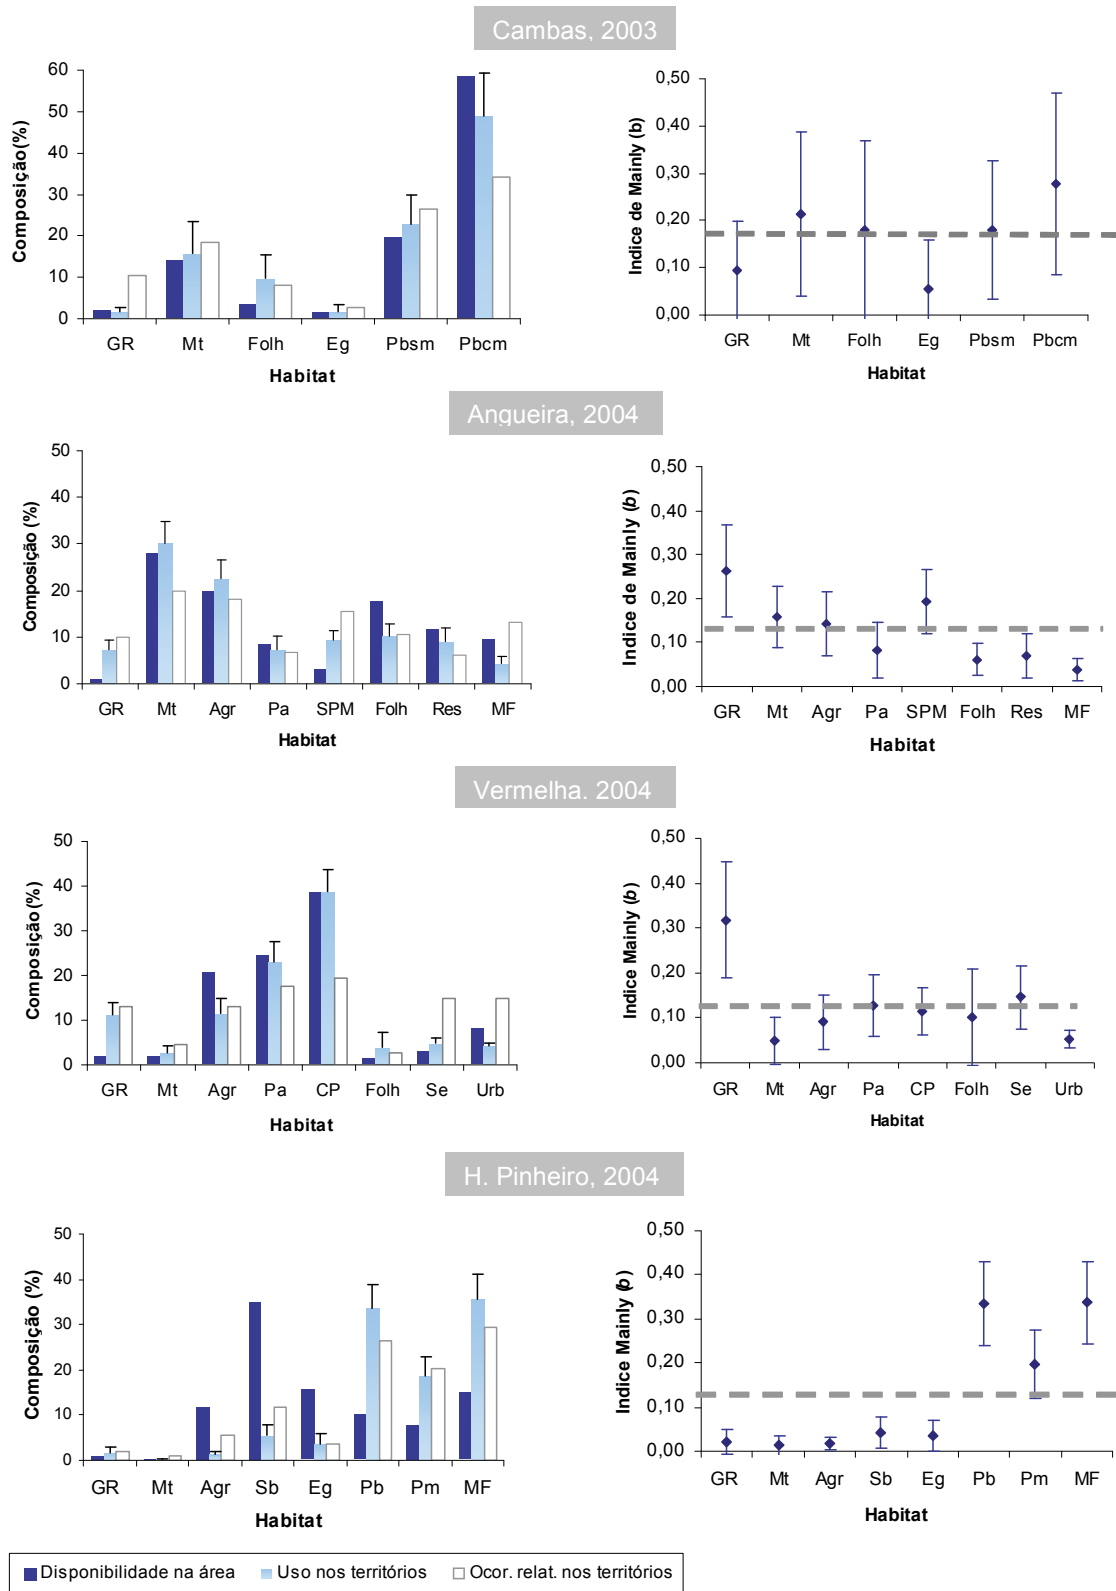 Cambas, 2003
Composição(%)
60
50
40
30
20
10
0
GR Mt Folh Eg Pbsm Pbcm
Habitat
Indice de Mainly (b)
0,50
0,40
0,30
0,20
0,10
0,00
GR Mt Folh Eg Pbsm Pbcm
Habitat
Angueira, 2004
Composição (%)
50
40
30
20
10
0
GR Mt Agr Pa SPM Folh Res MF
Habitat
Indice de Mainly (b)
0,50
0,40
0,30
0,20
0,10
0,00
GR Mt Agr Pa SPM Folh Res MF
Habitat
Vermelha. 2004
Composição (%)
50
40
30
20
10
0
GR Mt Agr Pa CP Folh Se Urb
Habitat
Indice Mainly (b)
0,50
0,40
0,30
0,20
0,10
0,00
GR Mt Agr Pa CP Folh Se Urb
Habitat
H. Pinheiro, 2004
Composição (%)
50
40
30
20
10
0
GR Mt Agr Sb Eg Pb Pm MF
Habitat
Indice Mainly (b)
0,50
0,40
0,30
0,20
0,10
0,00
GR Mt Agr Sb Eg Pb Pm MF
Habitat
Disponibilidade na área Uso nos territórios Ocor. relat. nos territórios